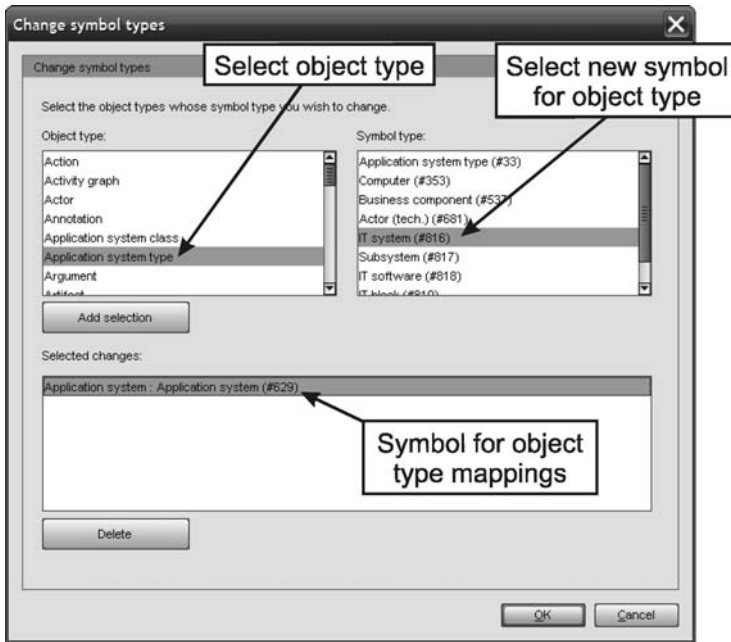 Change symbol types
Change symbol types
Select object type
Select new symbol
for object type
Select the object types whose symbol type you wish to change.
Object type:
Action
Activity graph
Actor
Annotation
Application system class
Application system type
Argument
Artifact
Symbol type:
Application system type (#33)
Computer (#353)
Business component (#537)
Actor (tech.) (#681)
IT system (#816)
Subsystem (#817)
IT software (#818)
IT block (#819)
Add selection
Selected changes:
Application system : Application system (#629)
Symbol for object
type mappings
Delete
OK
Cancel